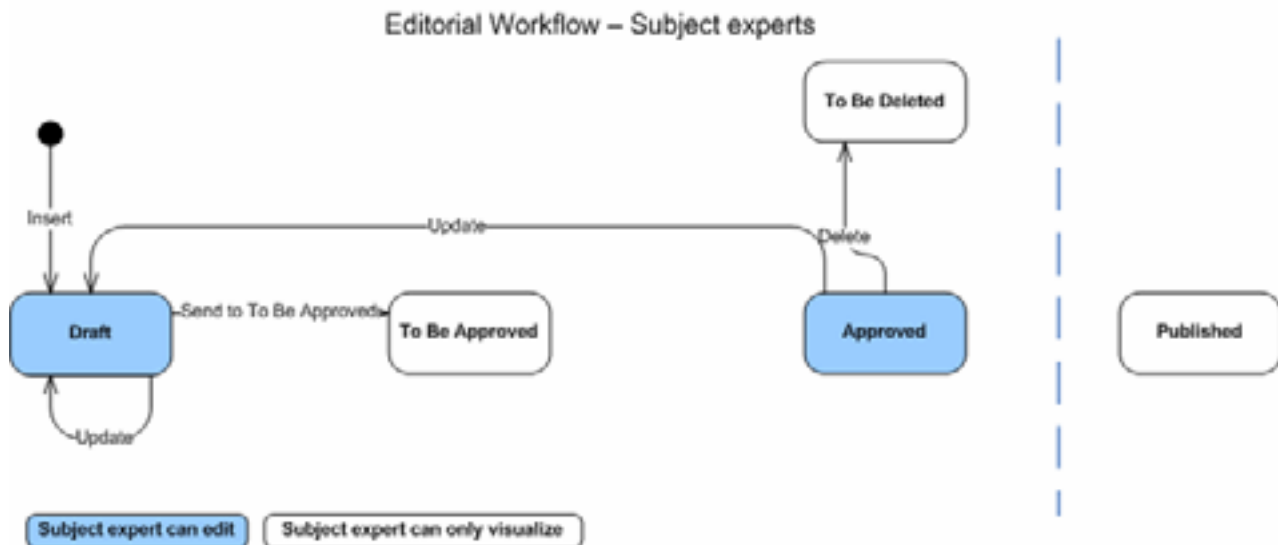 Editorial Workflow – Subject experts
To Be Deleted
Insert
Update
Delete
Draft
Send to To Be Approved
To Be Approved
Approved
Published
Update
Subject expert can edit
Subject expert can only visualize